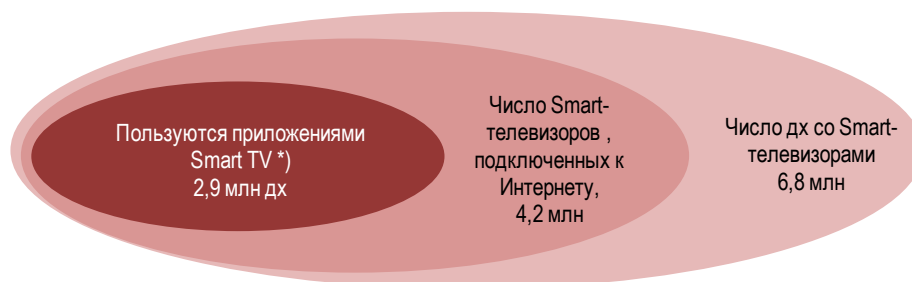 Пользуются приложениями
Smart TV *)
2,9 млн дх
Число Smart-
телевизоров ,
подключенных к
Интернету,
4,2 млн
Число дх со Smart-
телевизорами
6,8 млн